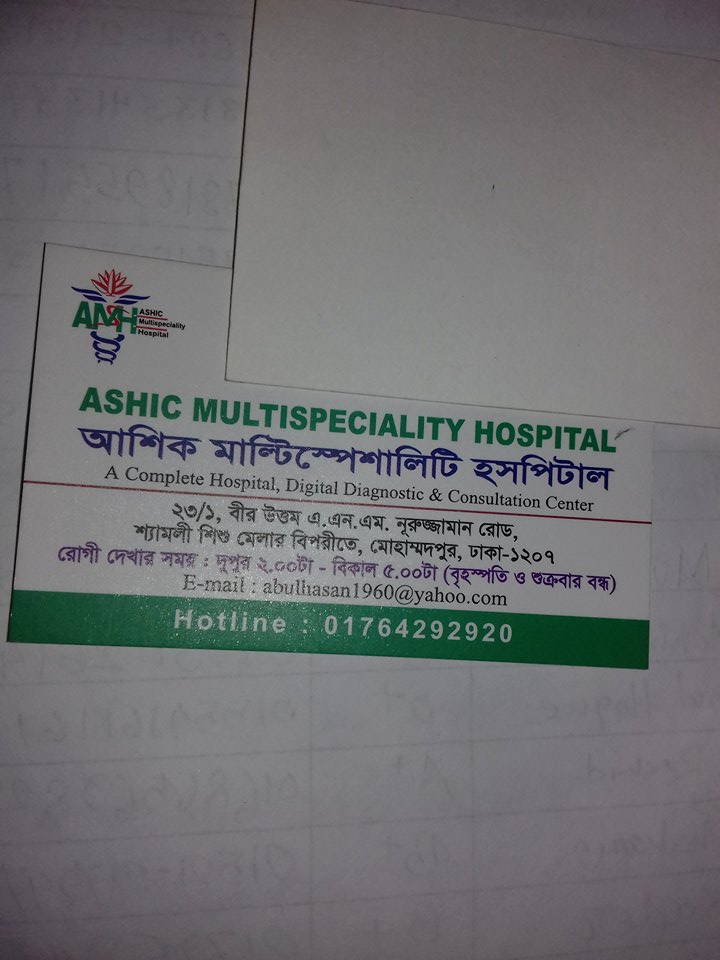 AMH
ASHIC
Multispeciality
Hospital
ASHIC MULTISPECIALITY HOSPITAL
আশিক মাল্টিস্পেশালিটি হসপিটাল
A Complete Hospital, Digital Diagnostic & Consultation Center
২৩/১, বীর উত্তম এ.এন.এম. নূরুজ্জামান রোড,
শ্যামলী শিশু মেলার বিপরীতে, মোহাম্মদপুর, ঢাকা-১২০৭
রোগী দেখার সময় : দুপুর ২.০০টা - বিকাল ৫.০০টা (বৃহস্পতি ও শুক্রবার বন্ধ)
E-mail : abulhasan1960@yahoo.com
Hotline : 01764292920